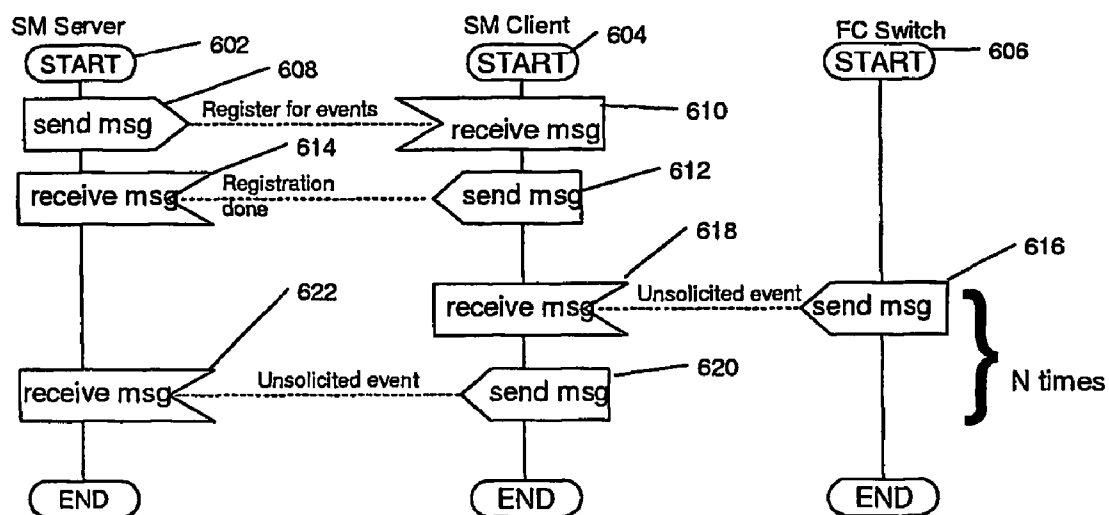 SM Server
SM Client
FC Switch
602
604
606
START
START
START
608
610
send msg
Register for events
receive msg
614
612
receive msg
Registration
done
send msg
618
616
622
receive msg
Unsolicited event
send msg
620
N times
receive msg
Unsolicited event
send msg
END
END
END